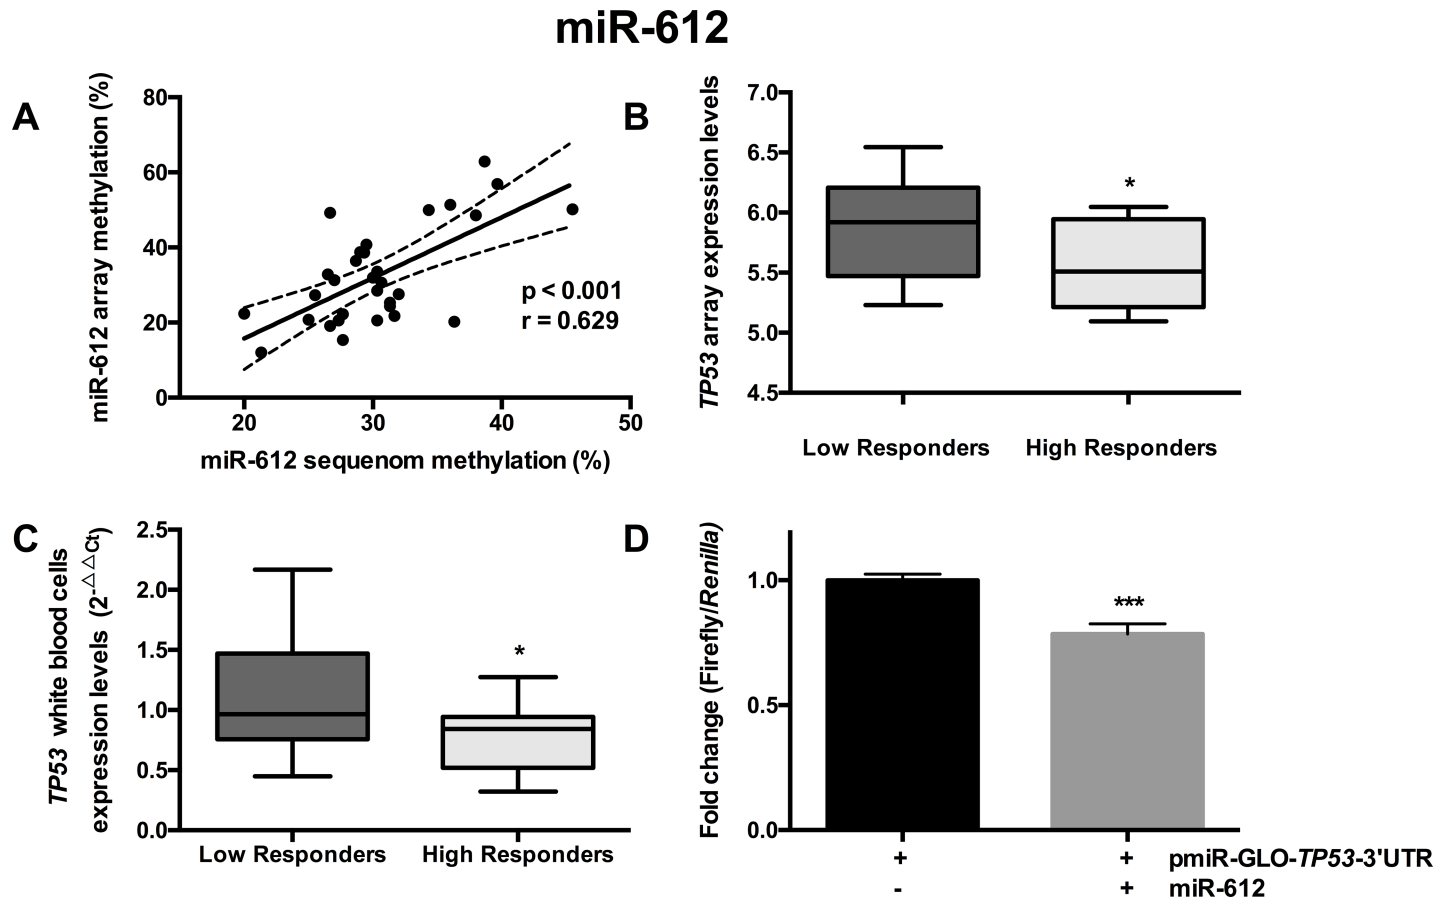 miR-612
A
miR-612 array methylation (%)
80
60
40
20
0
p < 0.001
r = 0.629
20 30 40 50
miR-612 sequenom methylation (%)
B
TP53 array expression levels
7.0
6.5
6.0
5.5
5.0
4.5
*
Low Responders High Responders
C
TP53 white blood cells
expression levels (2-△△Ct)
2.5
2.0
1.5
1.0
0.5
0.0
*
Low Responders High Responders
D
Fold change (Firefly/Renilla)
1.0
0.5
0.0
***
+ + pmiR-GLO-TP53-3'UTR
- + miR-612